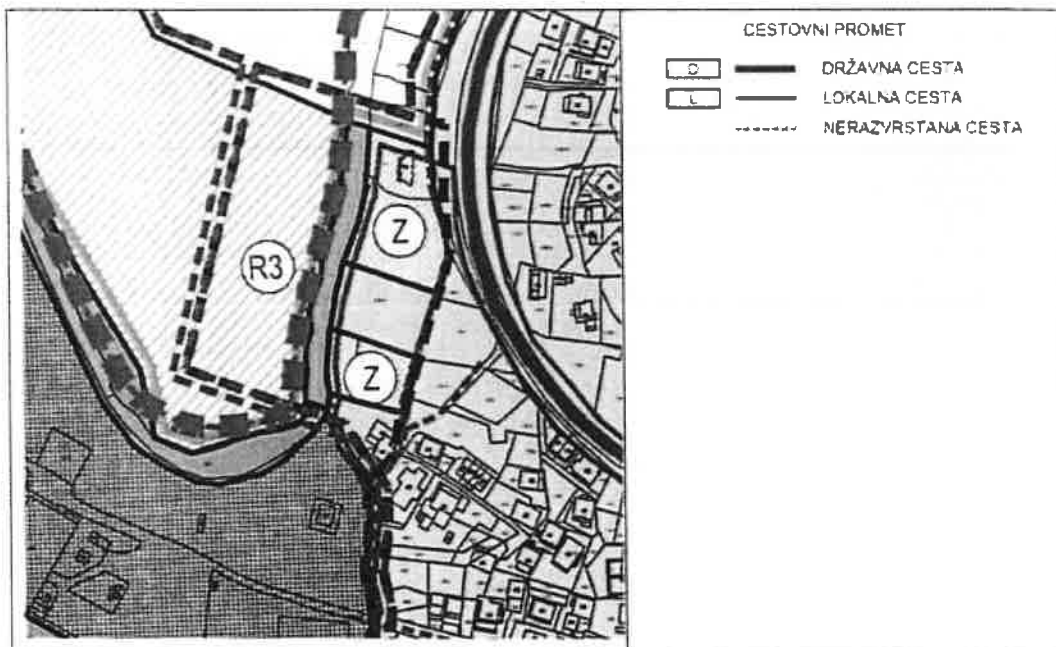 CESTOVNI PROMET
D DRŽAVNA CESTA
L LOKALNA CESTA
NERAZVRSTANA CESTA
Z
R3
Z